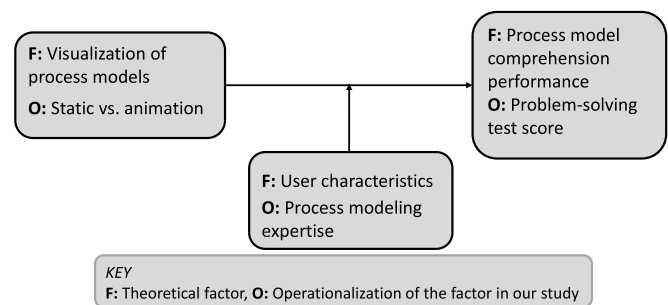 F: Visualization of
process models
O: Static vs. animation
F: Process model
comprehension
performance
O: Problem-solving
test score
F: User characteristics
O: Process modeling
expertise
KEY
F: Theoretical factor, O: Operationalization of the factor in our study